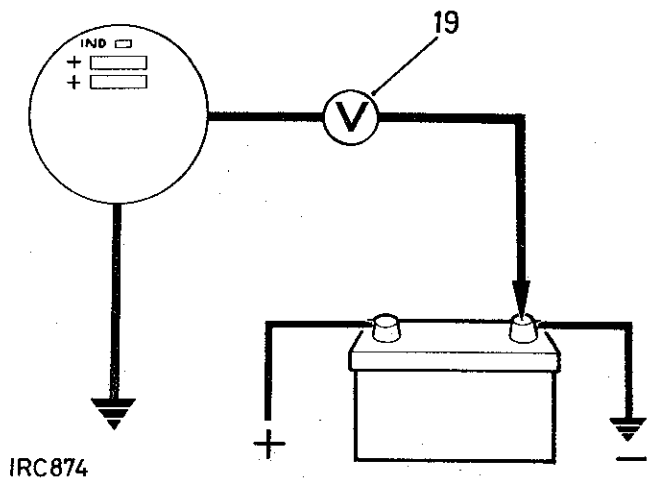 19
IND
+
+
V
+
−
IRC874